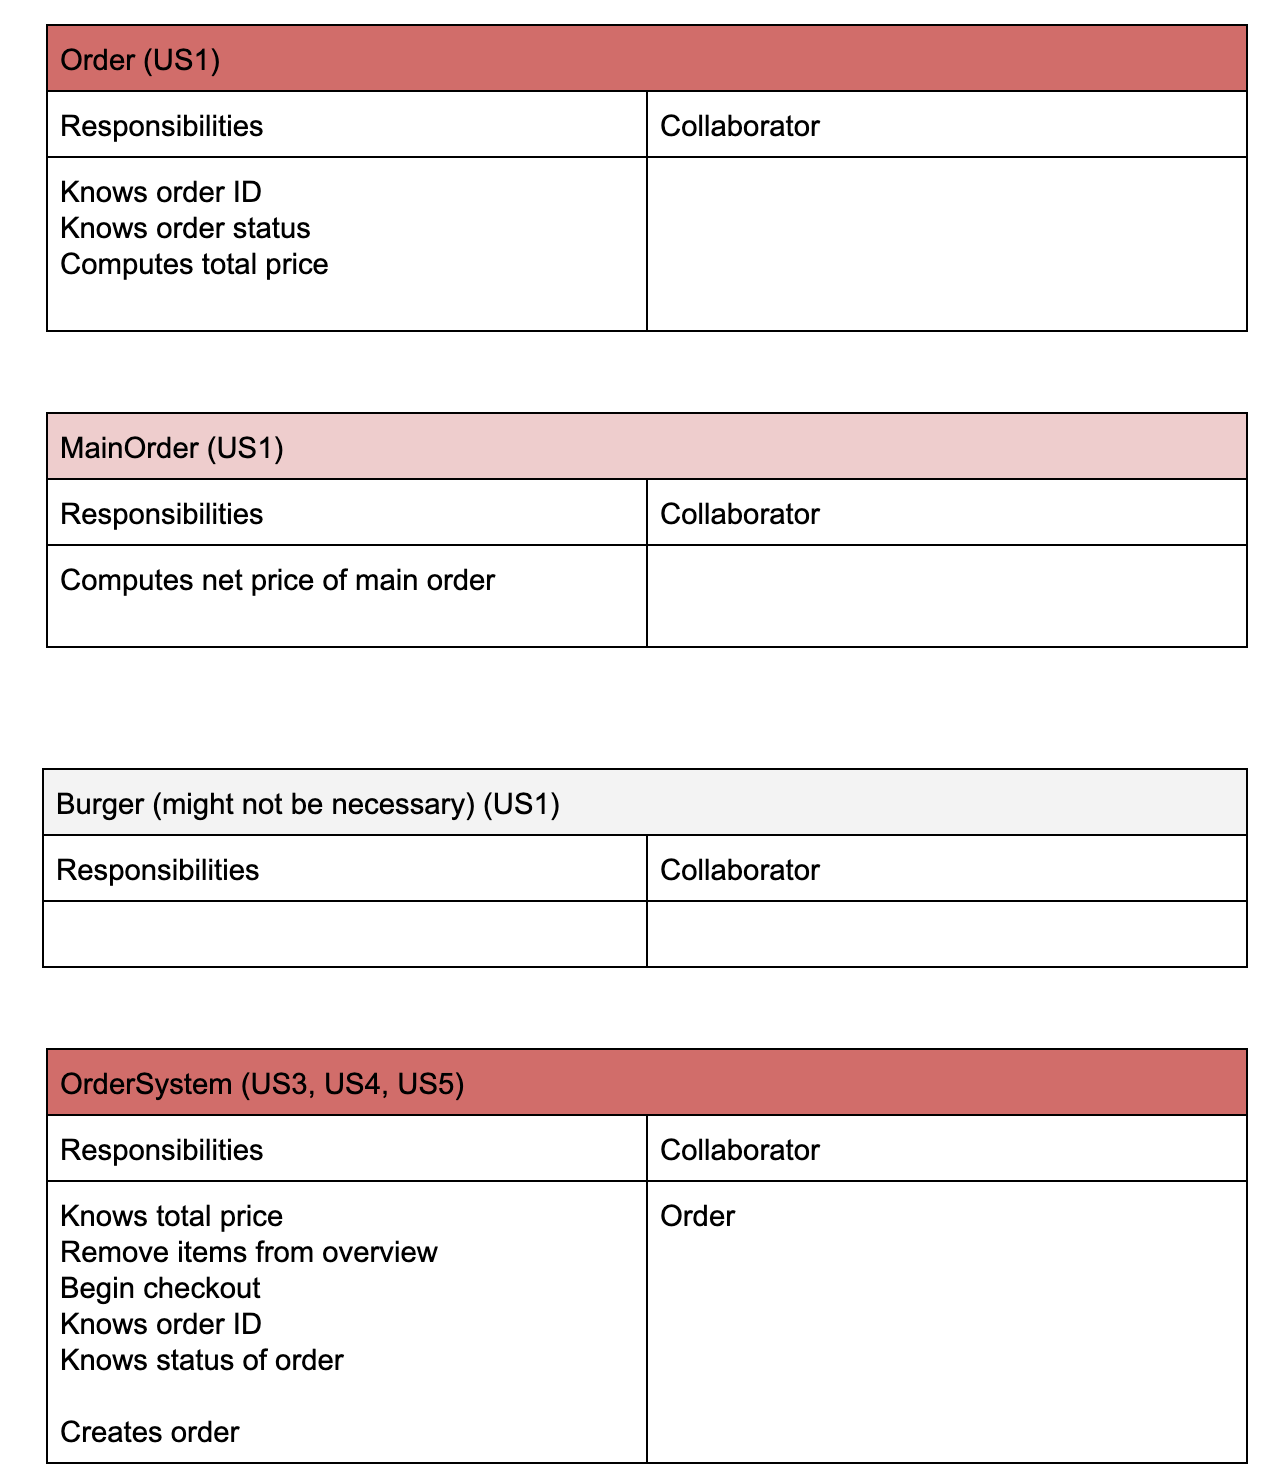 Order (US1)
Responsibilities
Collaborator
Knows order ID
Knows order status
Computes total price
MainOrder (US1)
Responsibilities
Collaborator
Computes net price of main order
Burger (might not be necessary) (US1)
Responsibilities
Collaborator
OrderSystem (US3, US4, US5)
Responsibilities
Collaborator
Knows total price
Remove items from overview
Begin checkout
Knows order ID
Knows status of order
Creates order
Order